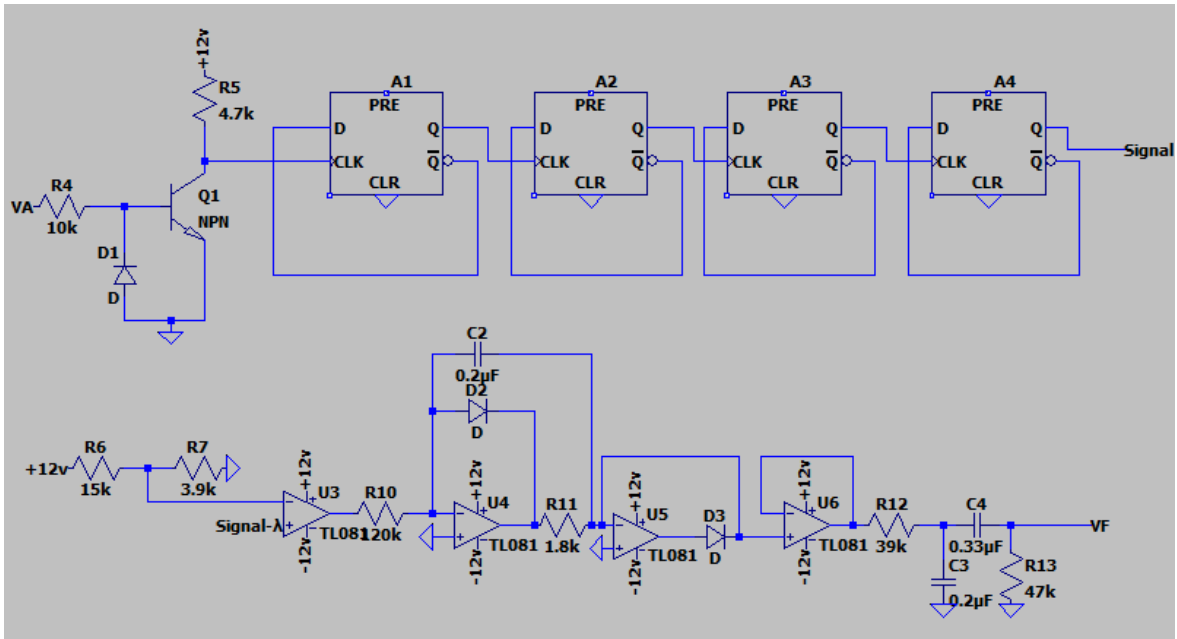 +12v
R5
4.7k
VA
R4
10k
Q1
NPN
D1
D
A1
PRE
D
Q
CLK
Q
CLR
A2
PRE
D
Q
CLK
Q
CLR
A3
PRE
D
Q
CLK
Q
CLR
A4
PRE
D
Q
CLK
Q
CLR
Signal
+12v
R6
15k
R7
3.9k
Signal-λ
+12v
U3
TL081
-12v
R10
120k
C2
0.2µF
D2
D
+12v
U4
TL081
-12v
R11
1.8k
+12v
U5
TL081
-12v
D3
D
+12v
U6
TL081
-12v
R12
39k
C4
0.33µF
C3
0.2µF
R13
47k
VF